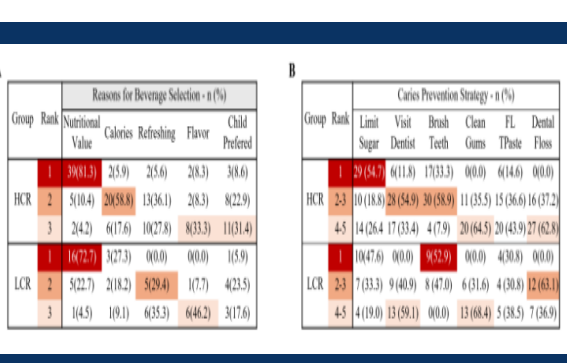 B
Reasons for Beverage Selection - n (%)
Group Rank Nutritional Value Calories Refreshing Flavor Child Prefered
HCR
1 39(81.3) 2(5.9) 2(5.6) 2(8.3) 3(8.6)
2 5(10.4) 20(58.8) 13(36.1) 2(8.3) 8(22.9)
3 2(4.2) 6(17.6) 10(27.8) 8(33.3) 11(31.4)
LCR
1 16(72.7) 3(27.3) 0(0.0) 0(0.0) 1(5.9)
2 5(22.7) 2(18.2) 5(29.4) 1(7.7) 4(23.5)
3 1(4.5) 1(9.1) 6(35.3) 6(46.2) 3(17.6)
Caries Prevention Strategy - n (%)
Group Rank Limit Sugar Visit Dentist Brush Teeth Clean Gums FL TPaste Dental Floss
HCR
1 29 (54.7) 6(11.8) 17(33.3) 0(0.0) 6(14.6) 0(0.0)
2-3 10 (18.8) 28 (54.9) 30 (58.9) 11 (35.5) 15 (36.6) 16 (37.2)
4-5 14 (26.4 17 (33.4) 4 (7.9) 20 (64.5) 20 (43.9) 27 (62.8)
LCR
1 10(47.6) 0(0.0) 9(52.9) 0(0.0) 4(30.8) 0(0.0)
2-3 7 (33.3) 9 (40.9) 8 (47.0) 6 (31.6) 4 (30.8) 12 (63.1)
4-5 4 (19.0) 13 (59.1) 0(0.0) 13 (68.4) 5 (38.5) 7 (36.9)